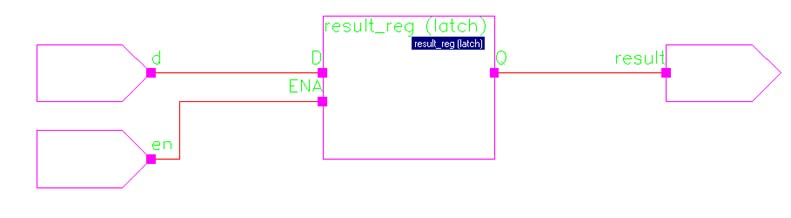 result_reg (latch)
result_reg (latch)
d
D
Q
result
ENA
en